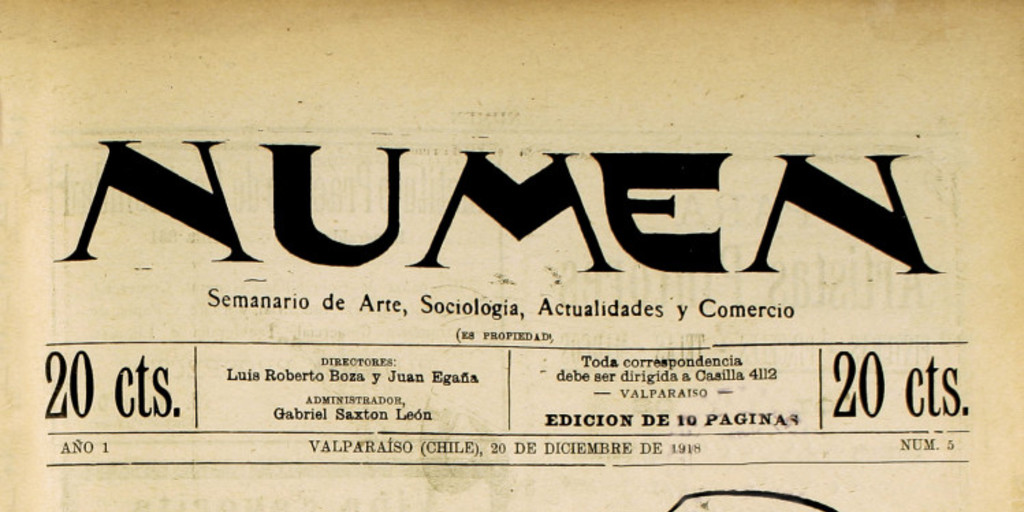 NUMEN
Semanario de Arte, Sociología, Actualidades y Comercio
(ES PROPIEDAD)
20 cts.
DIRECTORES:
Luis Roberto Boza y Juan Egaña
ADMINISTRADOR,
Gabriel Saxton León
Toda correspondencia
debe ser dirigida a Casilla 4112
— VALPARAISO —
EDICION DE 10 PAGINAS
20 cts.
AÑO 1 VALPARAÍSO (CHILE), 20 DE DICIEMBRE DE 1918 NUM. 5